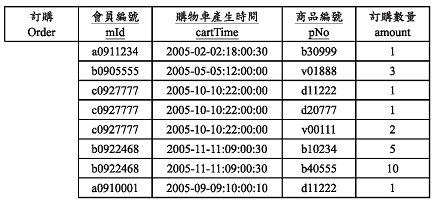 訂購 會員編號 購物車產生時間 商品編號 訂購數量
Order mId cartTime pNo amount
a0911234 2005-02-02:18:00:30 b30999 1
b0905555 2005-05-05:12:00:00 v01888 3
c0927777 2005-10-10:22:00:00 d11222 1
c0927777 2005-10-10:22:00:00 d20777 1
c0927777 2005-10-10:22:00:00 v00111 2
b0922468 2005-11-11:09:00:30 b10234 5
b0922468 2005-11-11:09:00:30 b40555 10
a0910001 2005-09-09:10:00:10 d11222 1